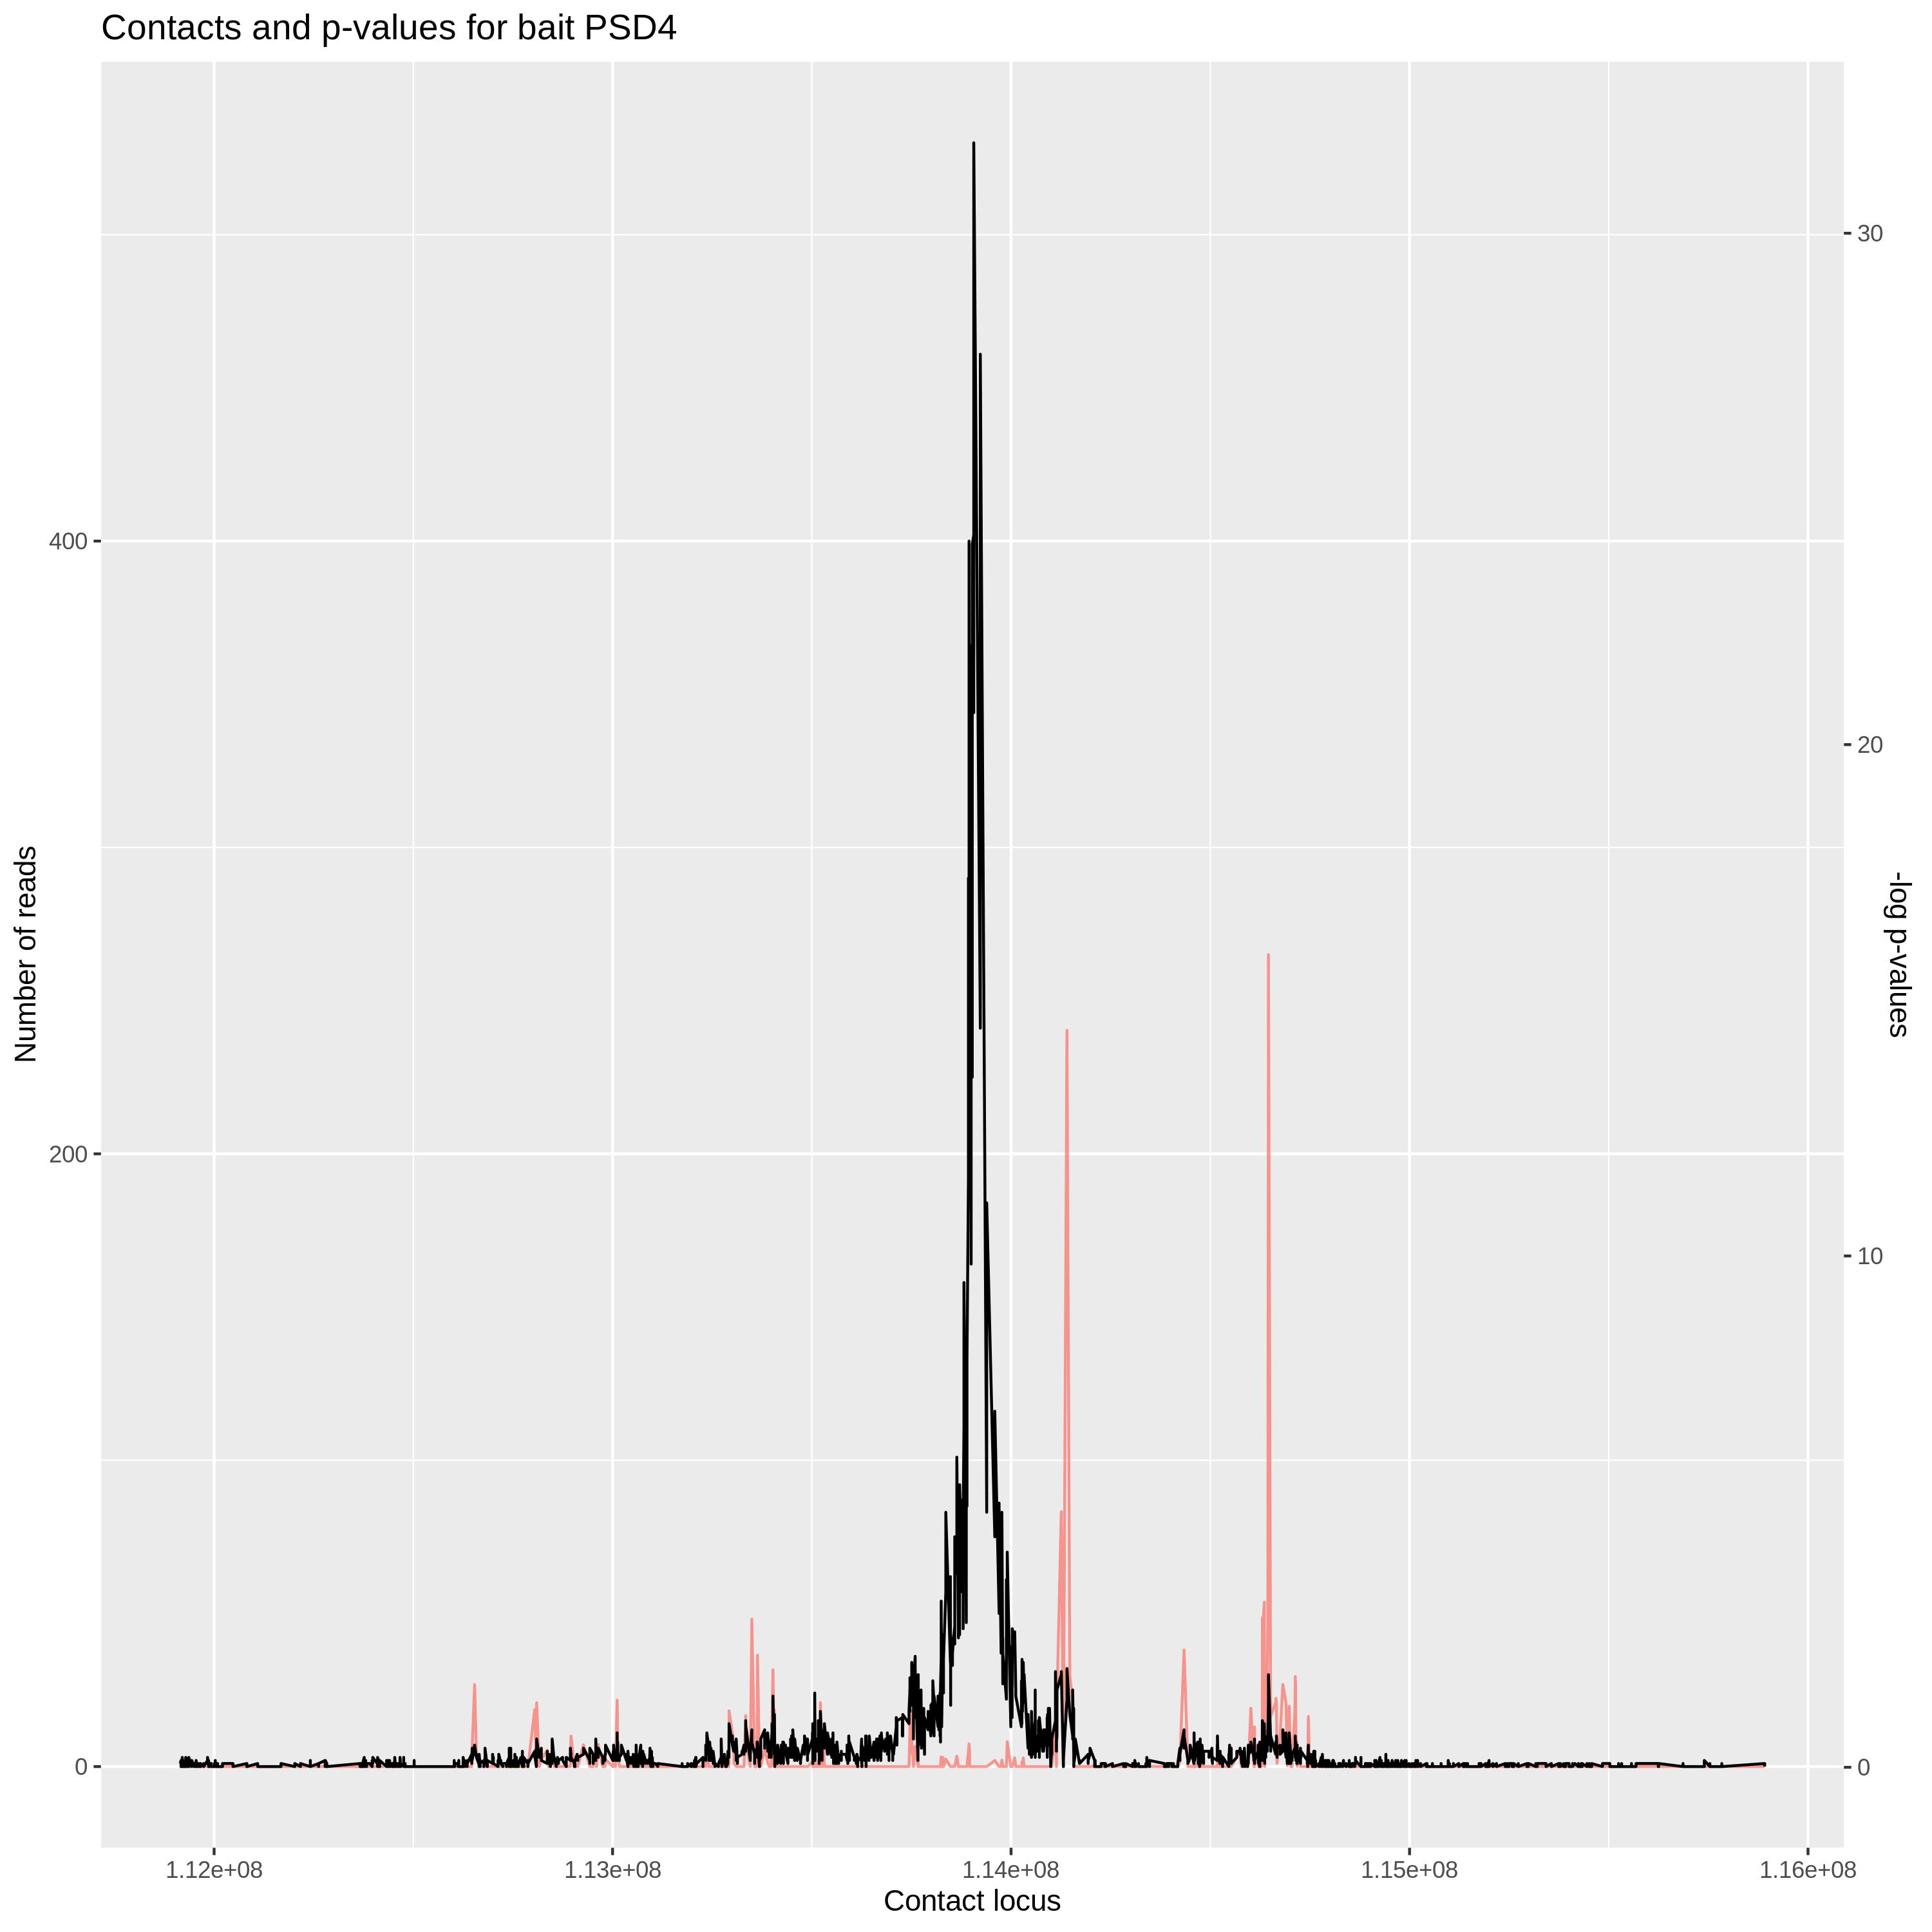 Contacts and p-values for bait PSD4
Number of reads
400
200
0
30
20
10
0
-log p-values
1.12e+08
1.13e+08
1.14e+08
1.15e+08
1.16e+08
Contact locus